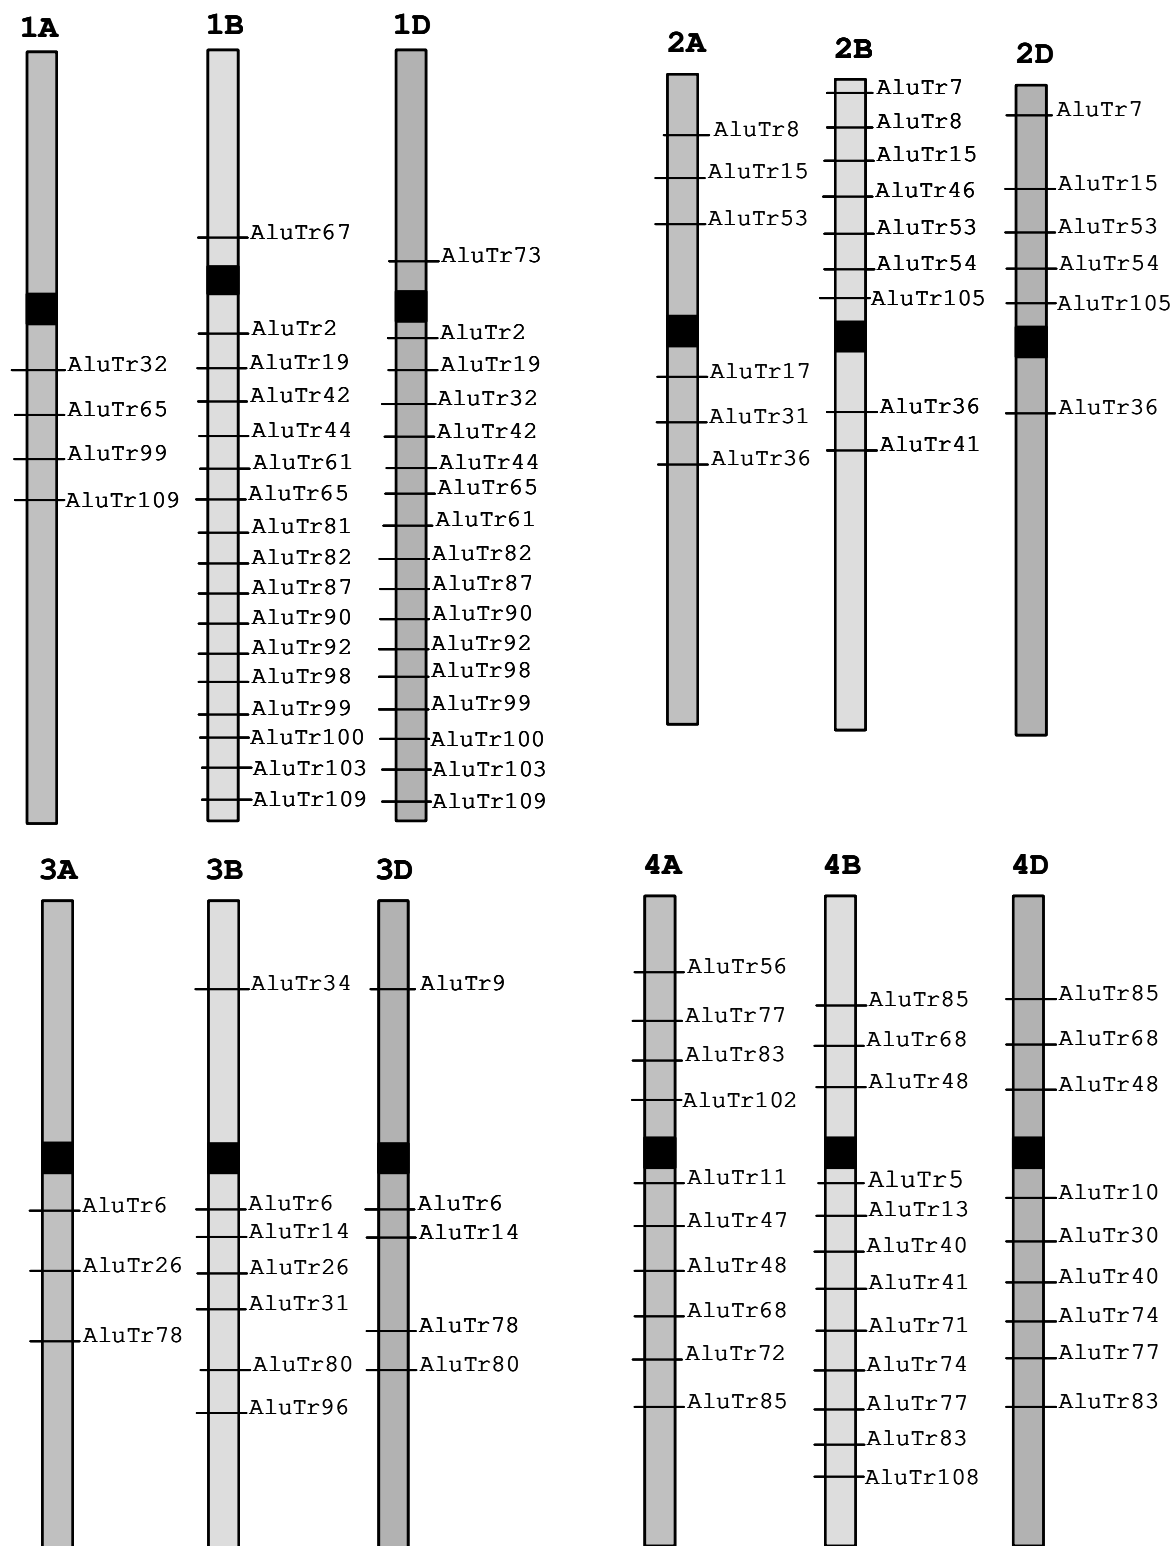 1A
AluTr32
AluTr65
AluTr99
AluTr109
1B
AluTr67
AluTr2
AluTr19
AluTr42
AluTr44
AluTr61
AluTr65
AluTr81
AluTr82
AluTr87
AluTr90
AluTr92
AluTr98
AluTr99
AluTr100
AluTr103
AluTr109
1D
AluTr73
AluTr2
AluTr19
AluTr32
AluTr42
AluTr44
AluTr65
AluTr61
AluTr82
AluTr87
AluTr90
AluTr92
AluTr98
AluTr99
AluTr100
AluTr103
AluTr109
2A
AluTr8
AluTr15
AluTr53
AluTr17
AluTr31
AluTr36
2B
AluTr7
AluTr8
AluTr15
AluTr46
AluTr53
AluTr54
AluTr105
AluTr36
AluTr41
2D
AluTr7
AluTr15
AluTr53
AluTr54
AluTr105
AluTr36
3A
AluTr6
AluTr26
AluTr78
3B
AluTr34
AluTr6
AluTr14
AluTr26
AluTr31
AluTr80
AluTr96
3D
AluTr9
AluTr6
AluTr14
AluTr78
AluTr80
4A
AluTr56
AluTr77
AluTr83
AluTr102
AluTr11
AluTr47
AluTr48
AluTr68
AluTr72
AluTr85
4B
AluTr85
AluTr68
AluTr48
AluTr5
AluTr13
AluTr40
AluTr41
AluTr71
AluTr74
AluTr77
AluTr83
AluTr108
4D
AluTr85
AluTr68
AluTr48
AluTr10
AluTr30
AluTr40
AluTr74
AluTr77
AluTr83